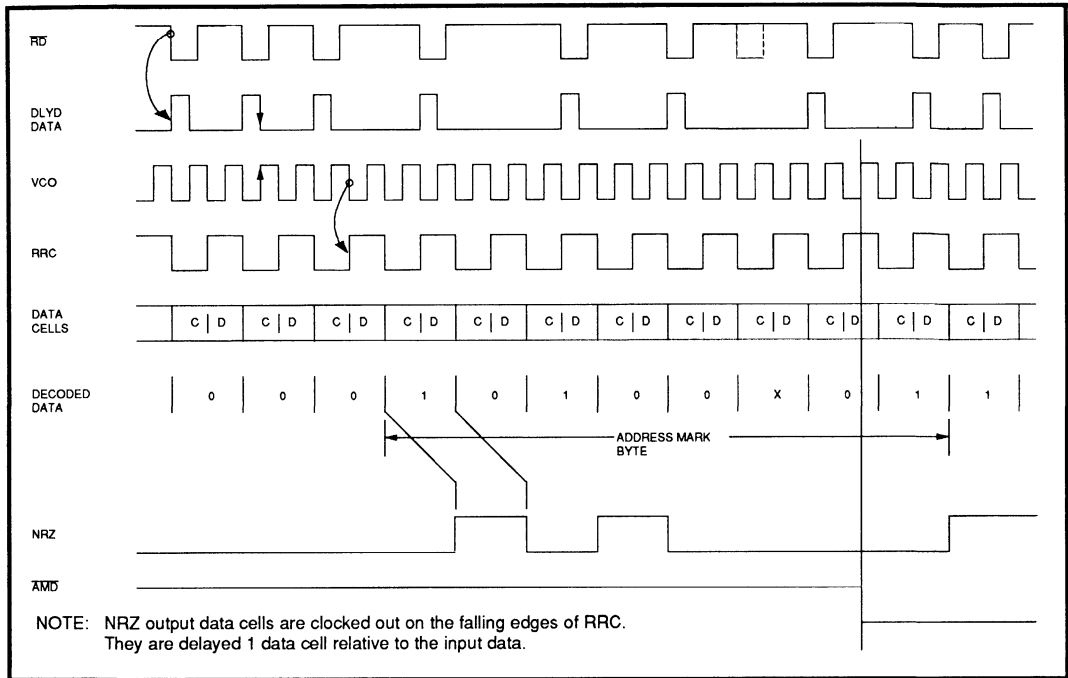 RD
DLYD
DATA
VCO
RRC
DATA
CELLS
C | D C | D C | D C | D C | D C | D C | D C | D C | D C | D C | D C | D
DECODED
DATA
0 0 0 1 0 1 0 0 X 0 1 1
ADDRESS MARK
BYTE
NRZ
AMD
NOTE: NRZ output data cells are clocked out on the falling edges of RRC.
They are delayed 1 data cell relative to the input data.